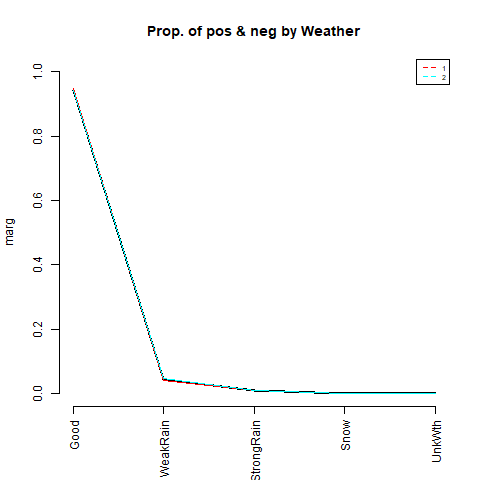 Prop. of pos & neg by Weather
1
2
1.0
0.8
0.6
0.4
0.2
0.0
marg
Good
WeakRain
StrongRain
Snow
UnkWth